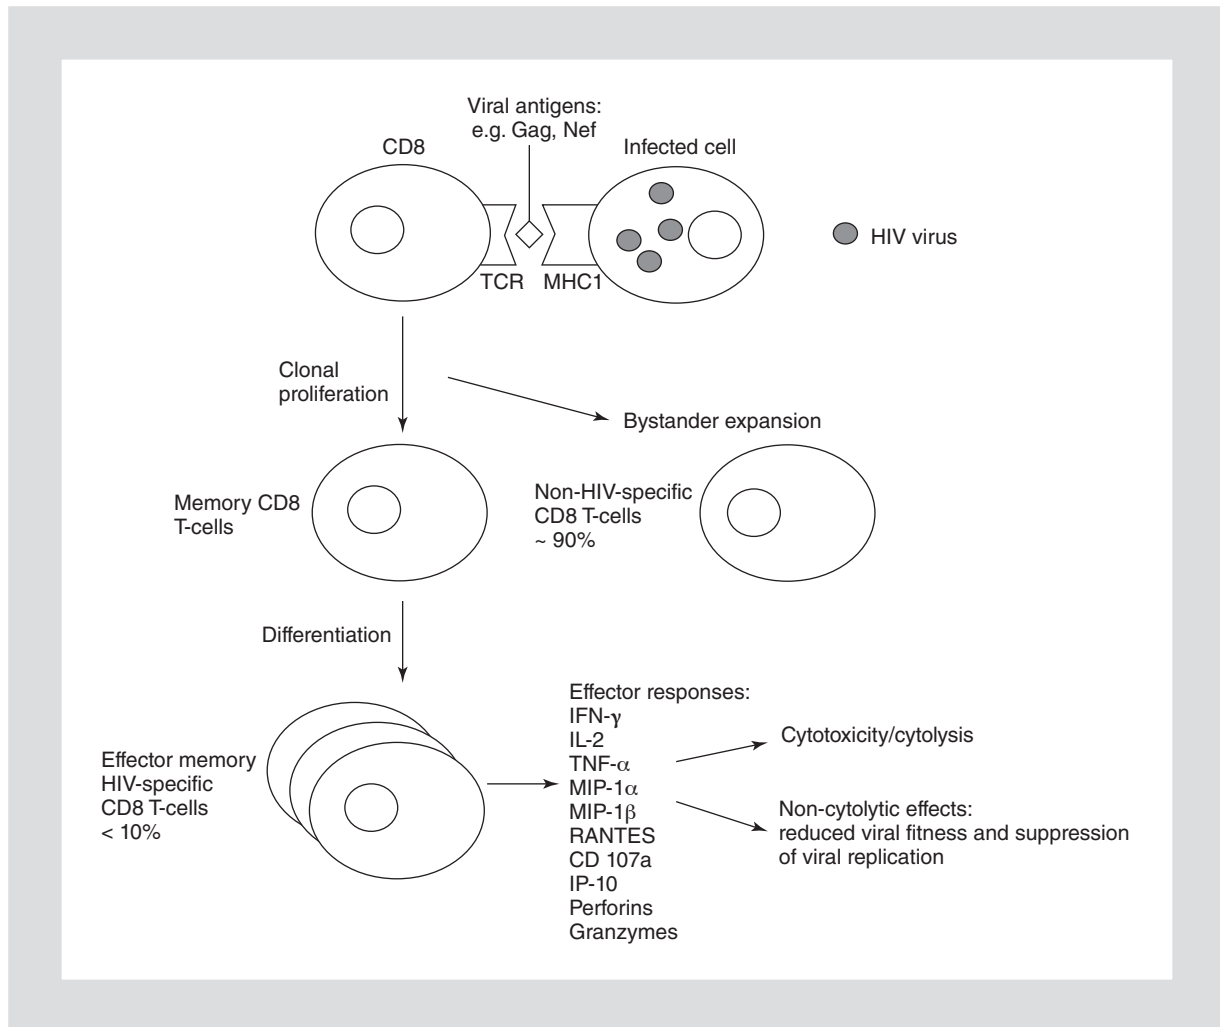 Viral antigens:
e.g. Gag, Nef
CD8
Infected cell
HIV virus
TCR
MHC1
Clonal
proliferation
Bystander expansion
Memory CD8
T-cells
Non-HIV-specific
CD8 T-cells
~ 90%
Differentiation
Effector memory
HIV-specific
CD8 T-cells
< 10%
Effector responses:
IFN-γ
IL-2
TNF-α
MIP-1α
MIP-1β
RANTES
CD 107a
IP-10
Perforins
Granzymes
Cytotoxicity/cytolysis
Non-cytolytic effects:
reduced viral fitness and suppression
of viral replication